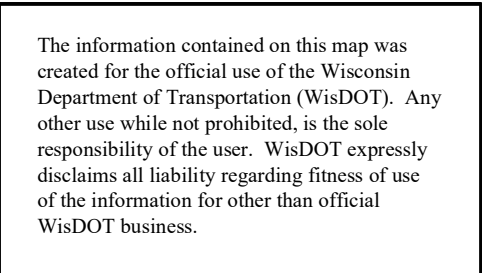 The information contained on this map was
created for the official use of the Wisconsin
Department of Transportation (WisDOT).  Any
other use while not prohibited, is the sole
responsibility of the user.  WisDOT expressly
disclaims all liability regarding fitness of use
of the information for other than official
WisDOT business.